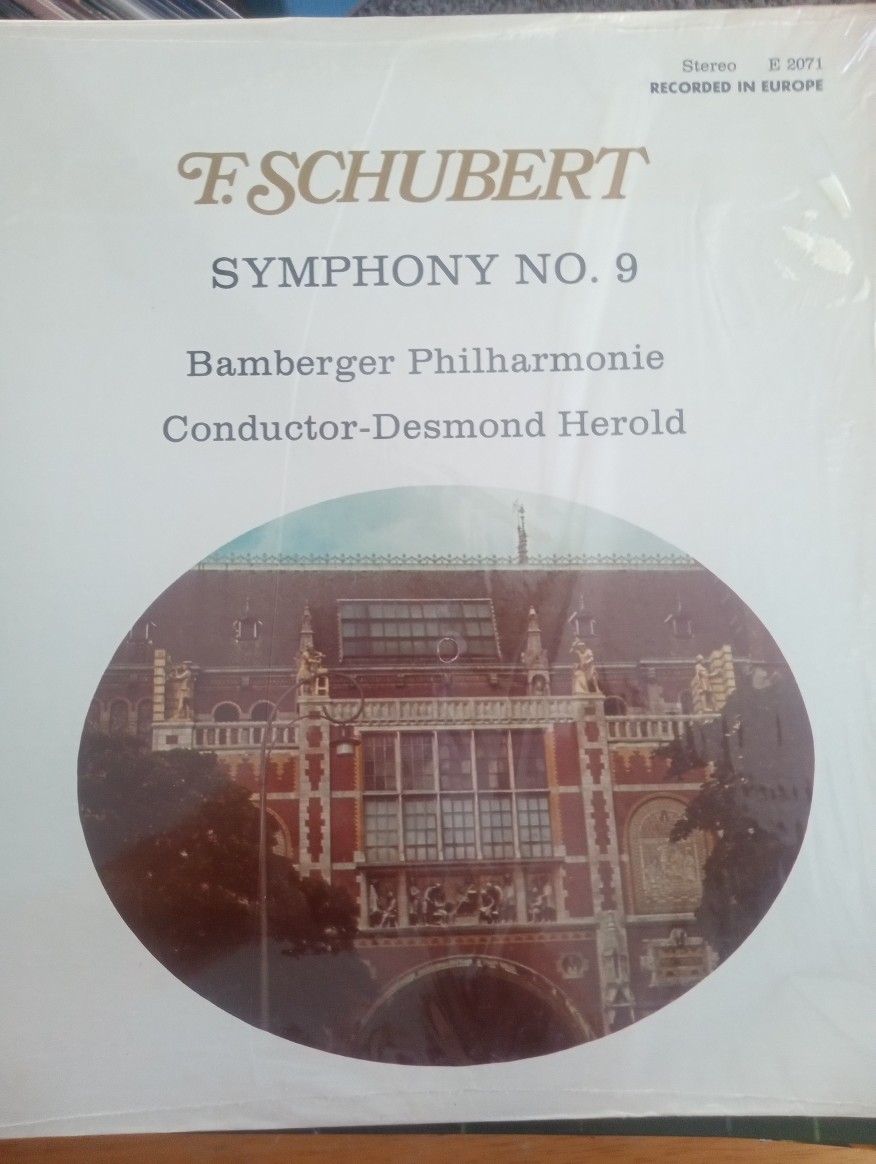 Stereo E 2071
RECORDED IN EUROPE
F. SCHUBERT
SYMPHONY NO. 9
Bamberger Philharmonie
Conductor-Desmond Herold